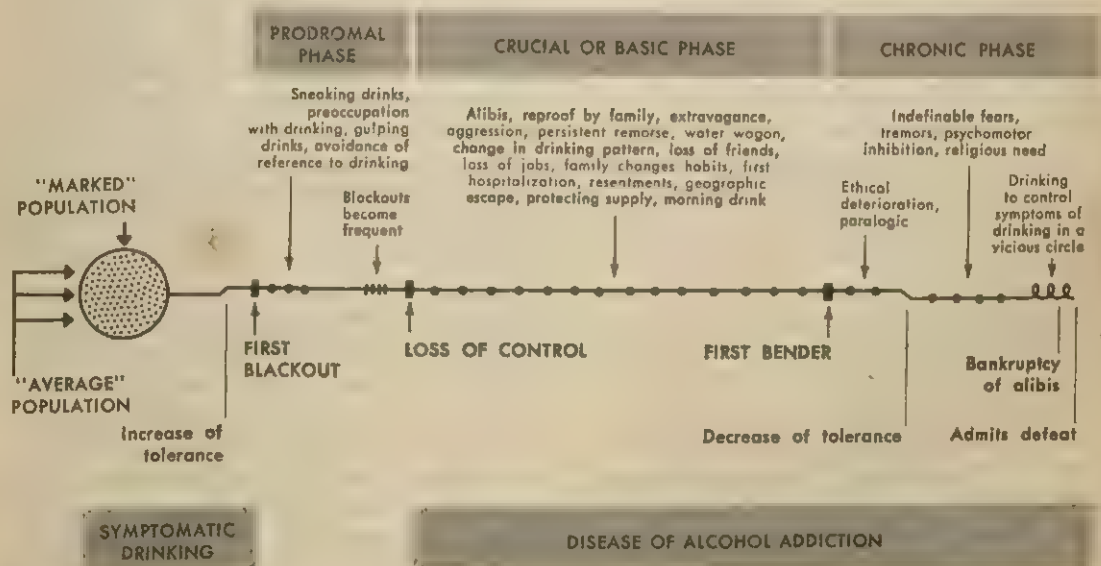 PRODROMAL
PHASE
CRUCIAL OR BASIC PHASE
CHRONIC PHASE
Sneaking drinks,
preoccupation
with drinking, gulping
drinks, avoidance of
reference to drinking
Blackouts
become
frequent
Alibis, reproof by family, extravagance,
aggression, persistent remorse, water wagon,
change in drinking pattern, loss of friends,
loss of jobs, family changes habits, first
hospitalization, resentments, geographic
escape, protecting supply, morning drink
Indefinable fears,
tremors, psychomotor
inhibition, religious need
Ethical
deterioration,
paralogic
Drinking
to control
symptoms of
drinking in a
vicious circle
"MARKED"
POPULATION
"AVERAGE"
POPULATION
FIRST
BLACKOUT
LOSS OF CONTROL
FIRST BENDER
Bankruptcy
of alibis
Increase of
tolerance
Decrease of tolerance
Admits defeat
SYMPTOMATIC
DRINKING
DISEASE OF ALCOHOL ADDICTION